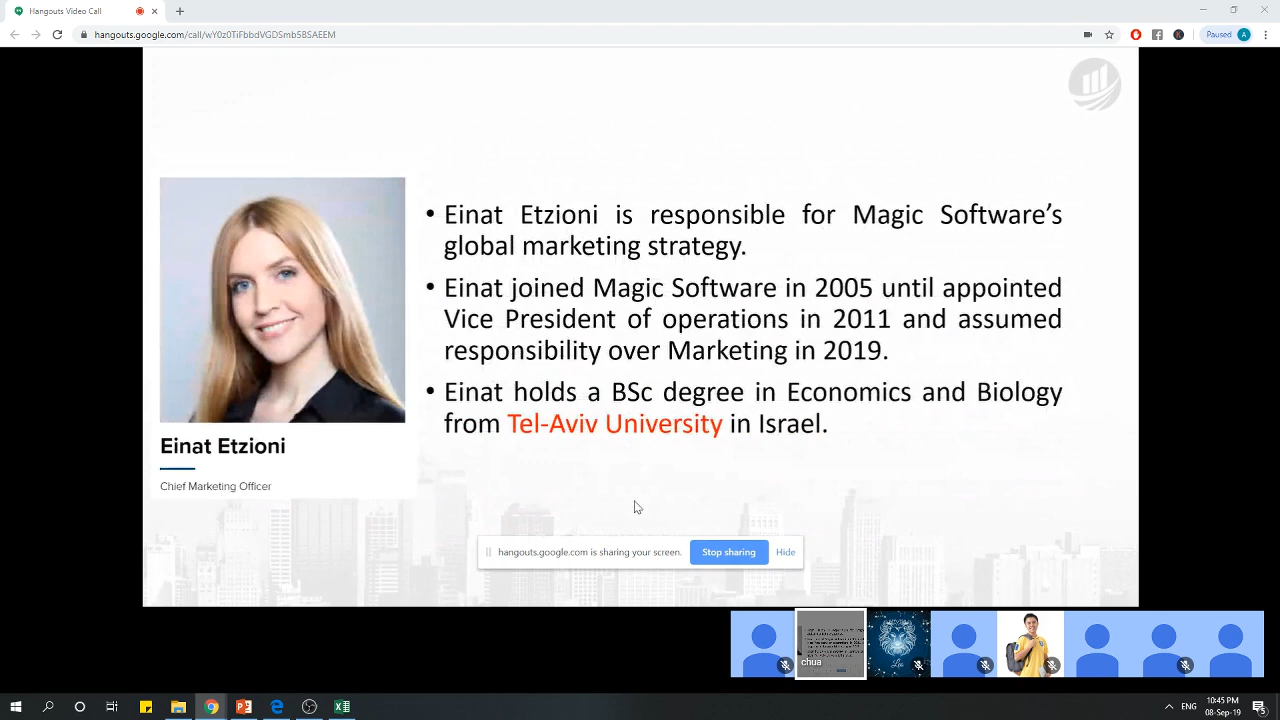 Hangouts Video Call
hangouts.google.com/call/wY0z0TiFbbdVGDSmb5BSAEEM
Paused
A
• Einat Etzioni is responsible for Magic Software’s
global marketing strategy.
• Einat joined Magic Software in 2005 until appointed
Vice President of operations in 2011 and assumed
responsibility over Marketing in 2019.
• Einat holds a BSc degree in Economics and Biology
from Tel-Aviv University in Israel.
Einat Etzioni
Chief Marketing Officer
hangouts.google.com is sharing your screen.
Stop sharing
Hide
chua
Leo
ENG
10:45 PM
08-Sep-19
5